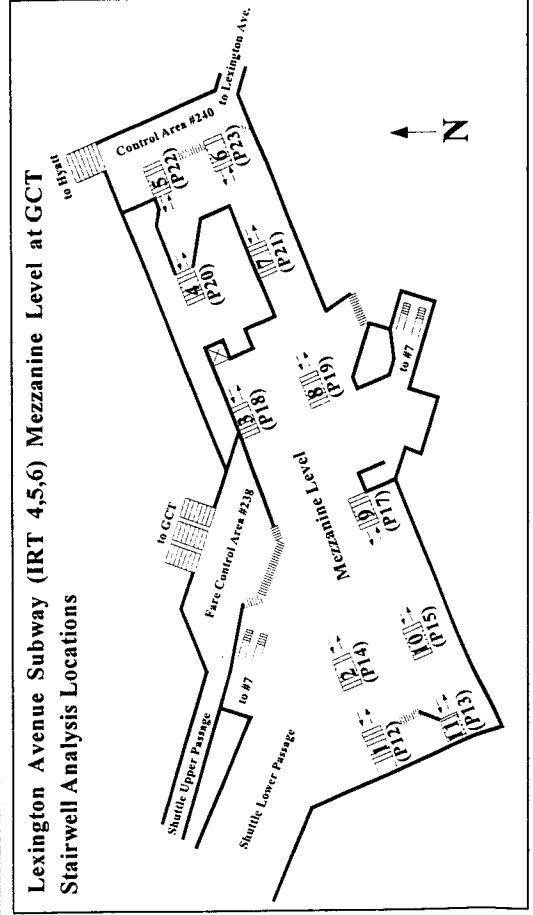 Lexington Avenue Subway (IRT 4,5,6) Mezzanine Level at GCT
Stairwell Analysis Locations
to Hyatt
Control Area #240
to Lexington Ave.
5
(P22)
6
(P23)
4
(P20)
7
(P21)
N
to GCT
Fare Control Area #238
3
(P18)
8
(P19)
to #7
Mezzanine Level
9
(P17)
Shuttle Upper Passage
to #7
Shuttle Lower Passage
2
(P14)
10
(P15)
1
(P12)
11
(P13)